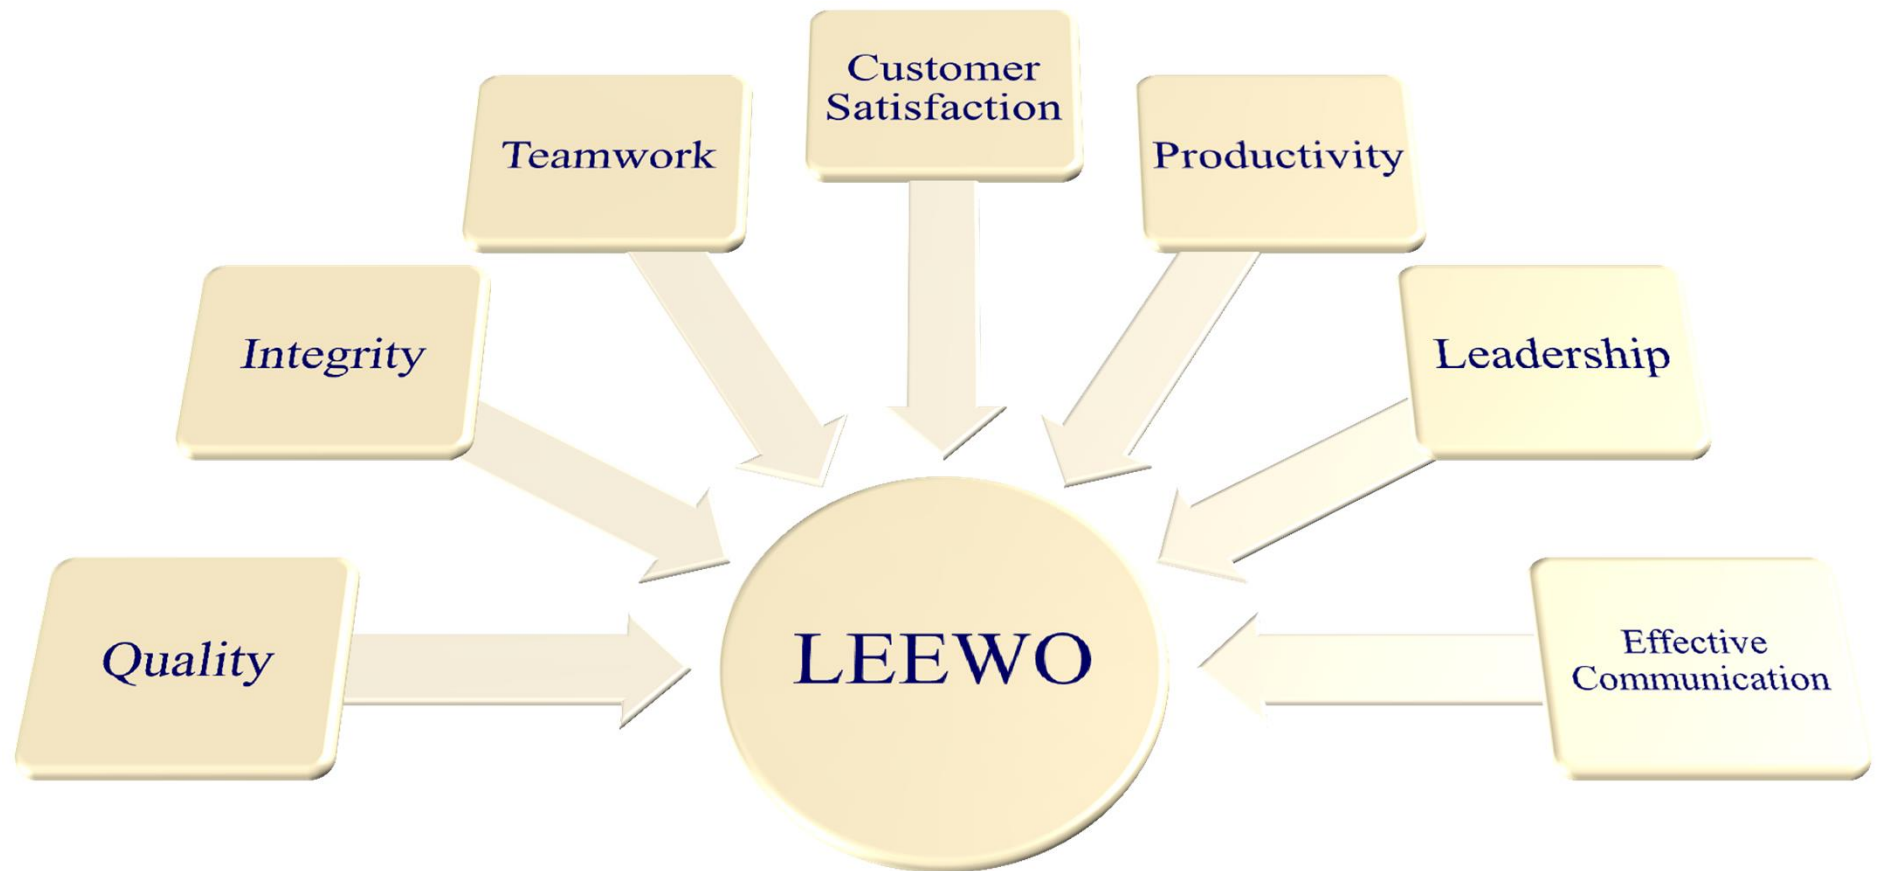 Customer
Satisfaction
Teamwork
Productivity
Integrity
Leadership
Quality
LEEWO
Effective
Communication